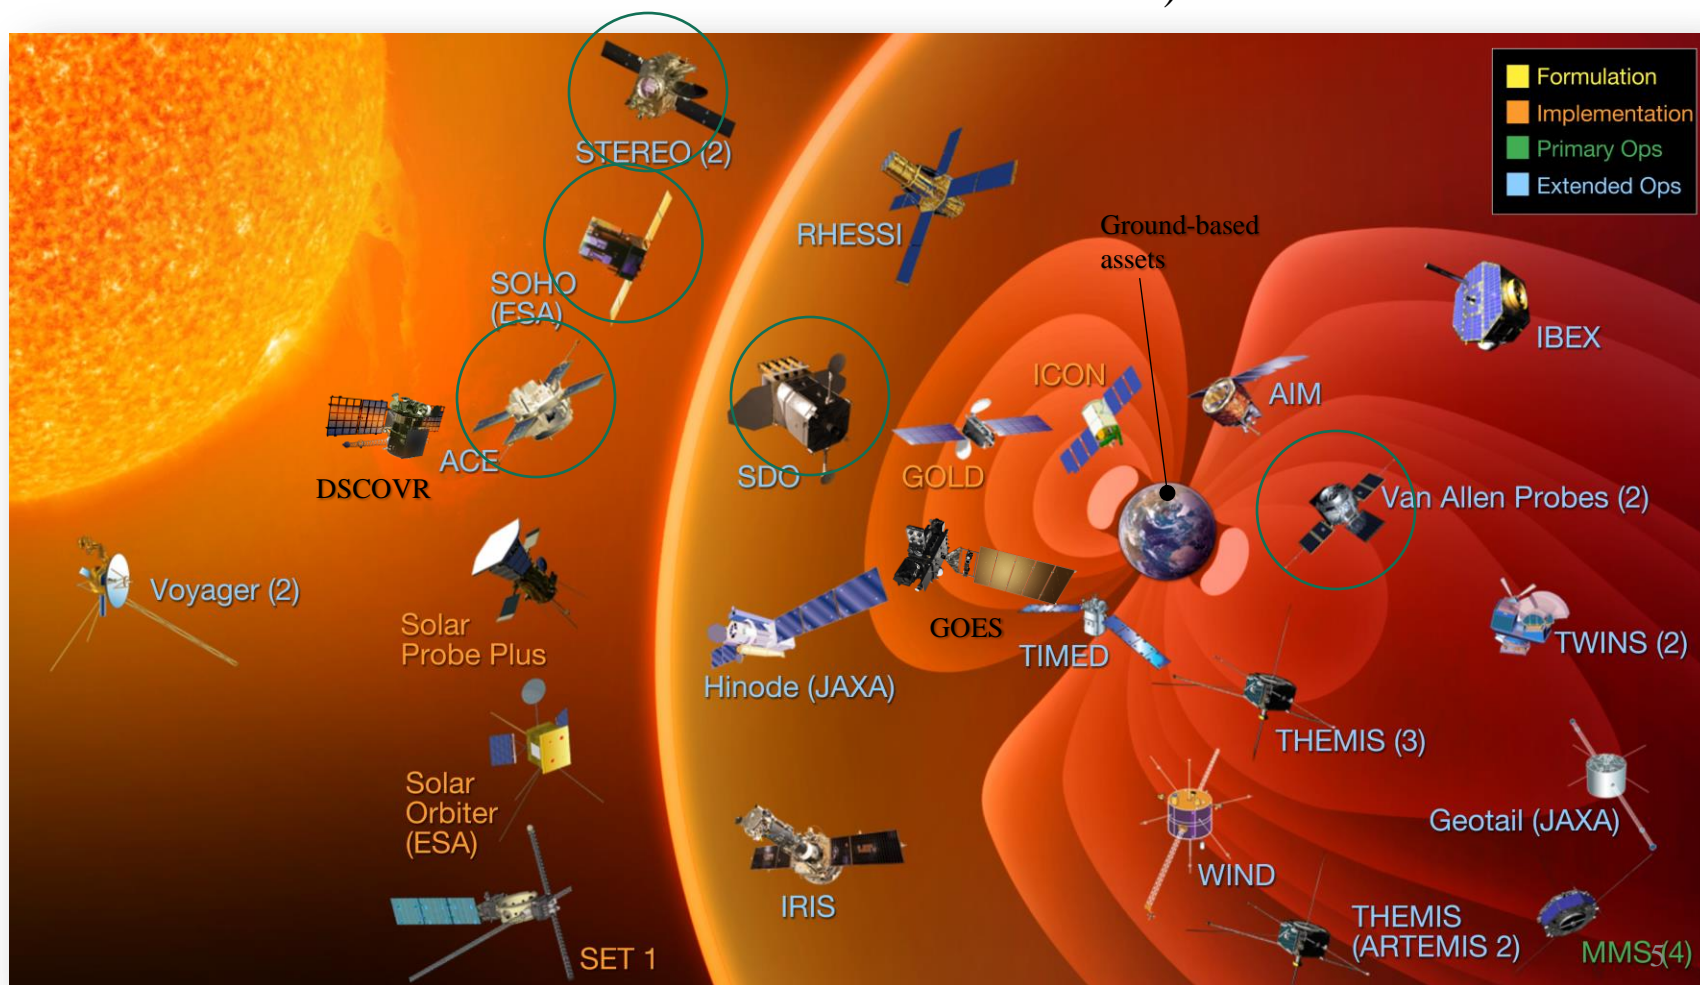 )
Formulation
Implementation
Primary Ops
Extended Ops
STEREO (2)
RHESSI
Ground-based
assets
SOHO
(ESA)
IBEX
ICON
AIM
ACE
SDO
GOLD
DSCOVR
Van Allen Probes (2)
Voyager (2)
Solar
Probe Plus
GOES
TIMED
TWINS (2)
Hinode (JAXA)
THEMIS (3)
Solar
Orbiter
(ESA)
Geotail (JAXA)
WIND
IRIS
THEMIS
(ARTEMIS 2)
SET 1
MMS (4)
5